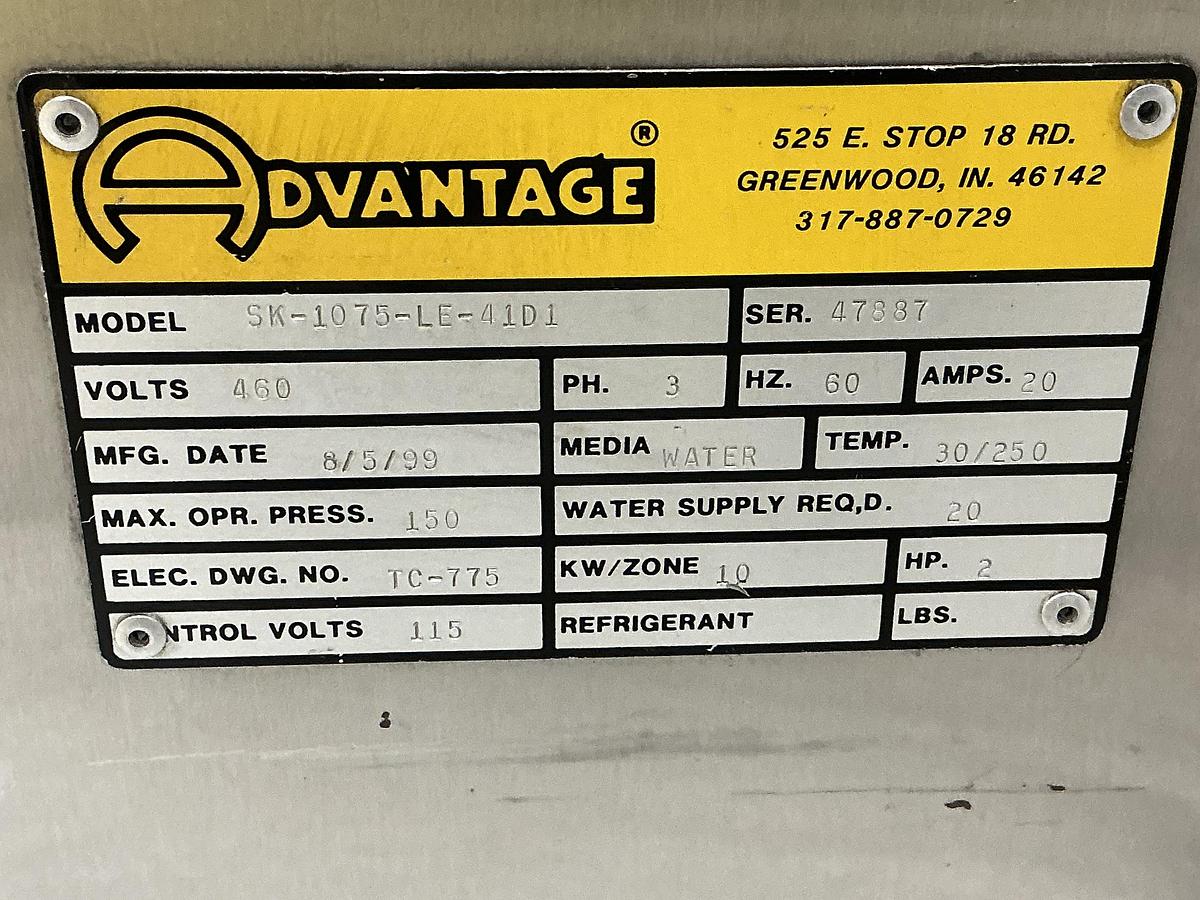 ADVANTAGE ®
525 E. STOP 18 RD.
GREENWOOD, IN. 46142
317-887-0729
MODEL SK-1075-LE-41D1 SER. 47887
VOLTS 460 PH. 3 HZ. 60 AMPS. 20
MFG. DATE 8/5/99 MEDIA WATER TEMP. 30/250
MAX. OPR. PRESS. 150 WATER SUPPLY REQ,D. 20
ELEC. DWG. NO. TC-775 KW/ZONE 10 HP. 2
NTROL VOLTS 115 REFRIGERANT LBS.